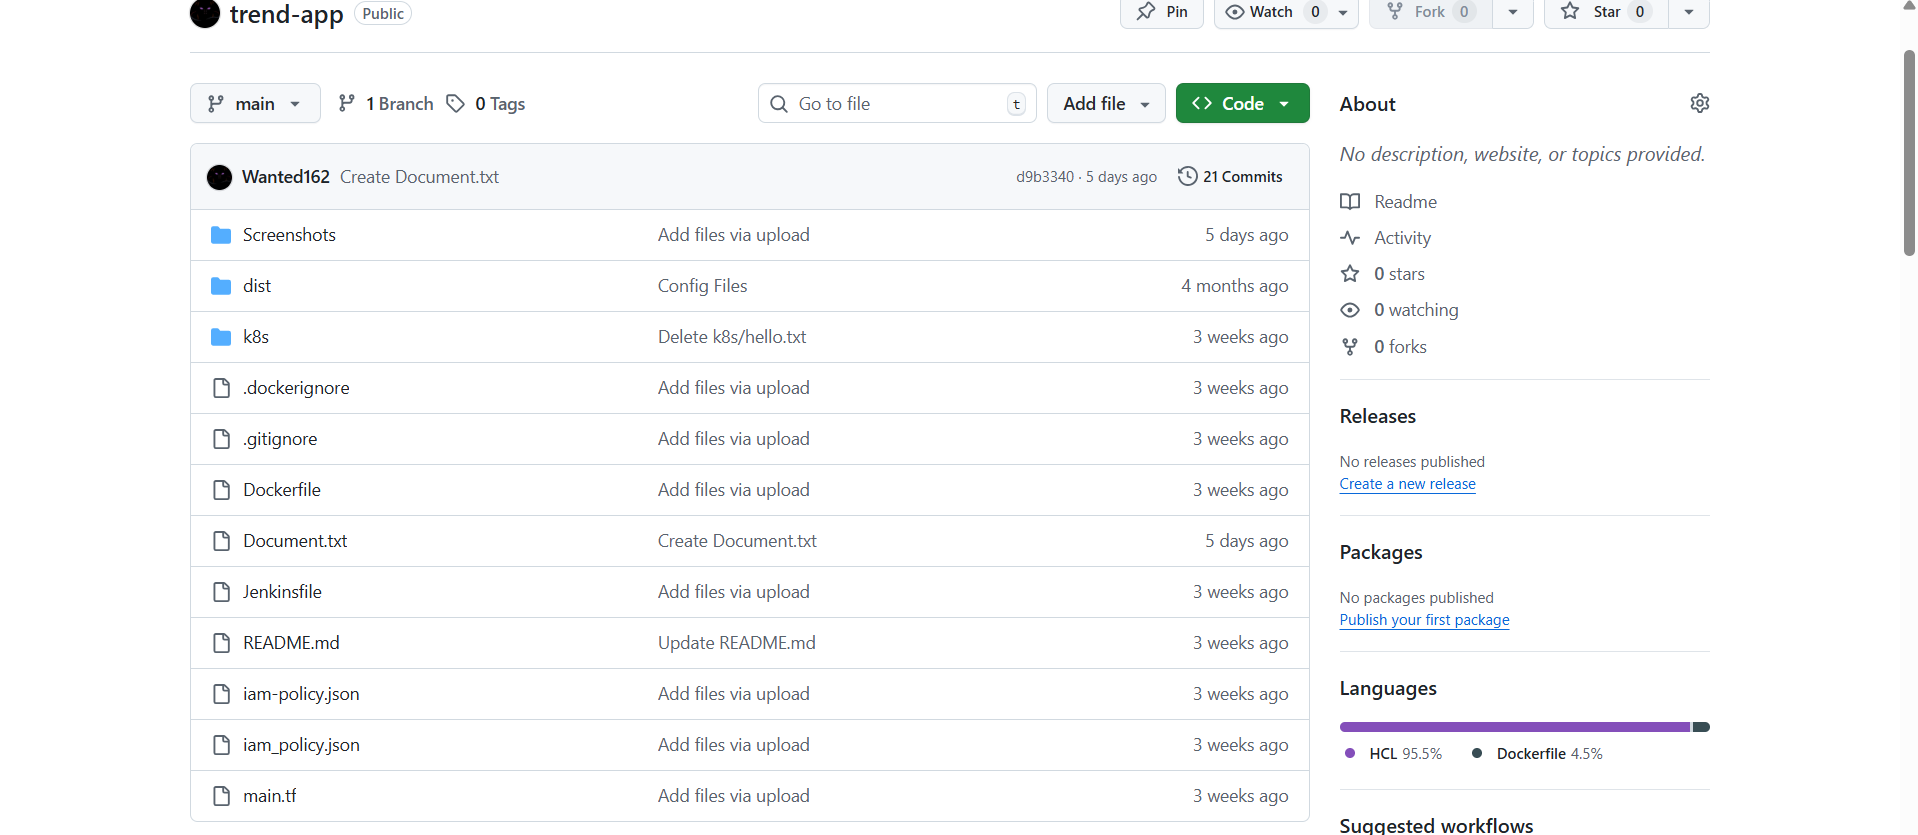 trend-app Public Pin Watch 0 Fork 0 Star 0
main 1 Branch 0 Tags Go to file t Add file Code
Wanted162 Create Document.txt d9b3340 · 5 days ago 21 Commits
Screenshots Add files via upload 5 days ago
dist Config Files 4 months ago
k8s Delete k8s/hello.txt 3 weeks ago
.dockerignore Add files via upload 3 weeks ago
.gitignore Add files via upload 3 weeks ago
Dockerfile Add files via upload 3 weeks ago
Document.txt Create Document.txt 5 days ago
Jenkinsfile Add files via upload 3 weeks ago
README.md Update README.md 3 weeks ago
iam-policy.json Add files via upload 3 weeks ago
iam_policy.json Add files via upload 3 weeks ago
main.tf Add files via upload 3 weeks ago
About
No description, website, or topics provided.
Readme
Activity
0 stars
0 watching
0 forks
Releases
No releases published
Create a new release
Packages
No packages published
Publish your first package
Languages
HCL 95.5% Dockerfile 4.5%
Suggested workflows